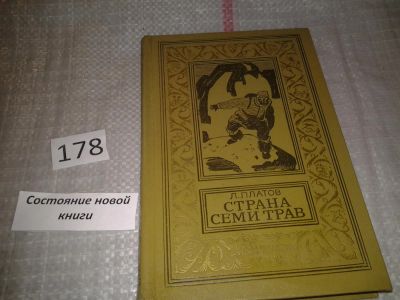 178
Состояние новой
книги
Л.ПЛАТОВ
СТРАНА
СЕМИ ТРАВ